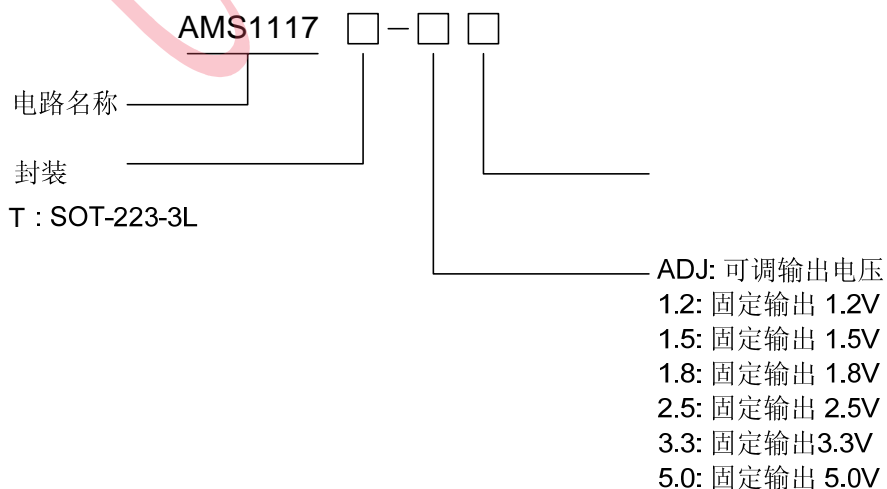 AMS1117 □-□ □
电路名称
封装
T : SOT-223-3L
ADJ: 可调输出电压
1.2: 固定输出 1.2V
1.5: 固定输出 1.5V
1.8: 固定输出 1.8V
2.5: 固定输出 2.5V
3.3: 固定输出3.3V
5.0: 固定输出 5.0V